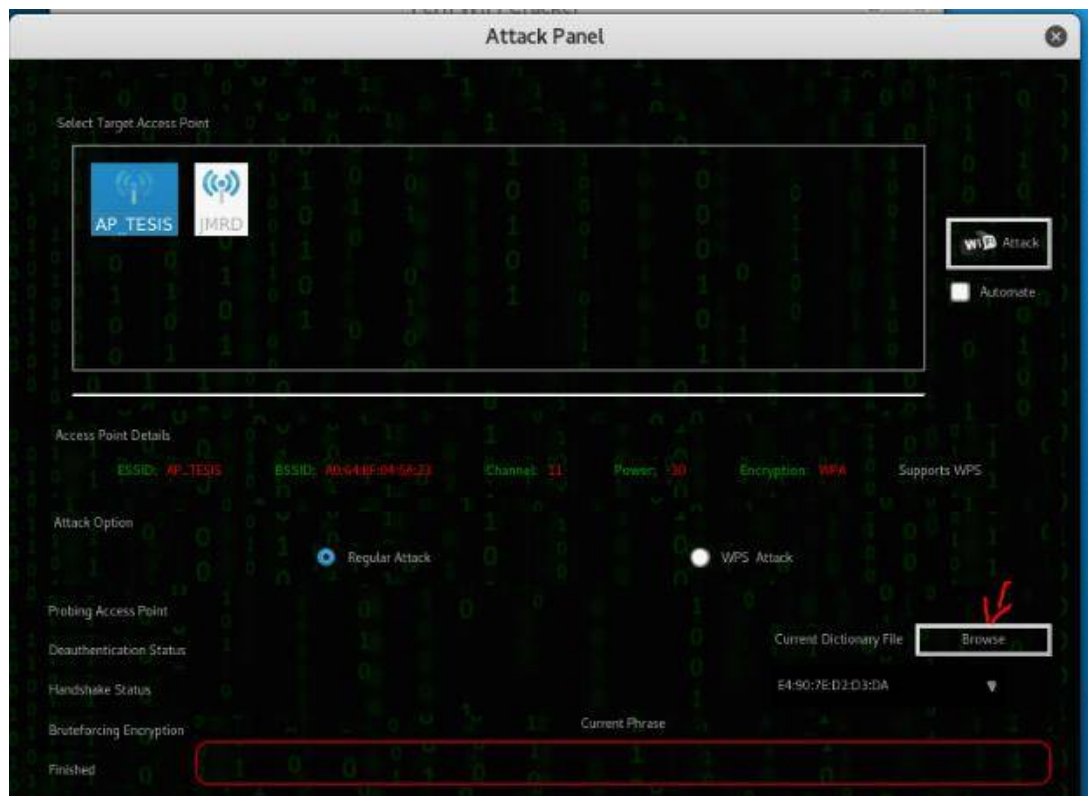 Attack Panel
Select Target Access Point
AP_TESIS
JMRD
WIFI Attack
Automate
Access Point Details
ESSID: AP_TESIS BSSID: Channel: 11 Power: -30 Encryption: WPA Supports WPS
Attack Option
Regular Attack WPS Attack
Probing Access Point
Deauthentication Status
Current Dictionary File Browse
Handshake Status
E4:90:7E:D2:D3:DA
Bruteforcing Encryption
Current Phrase
Finished